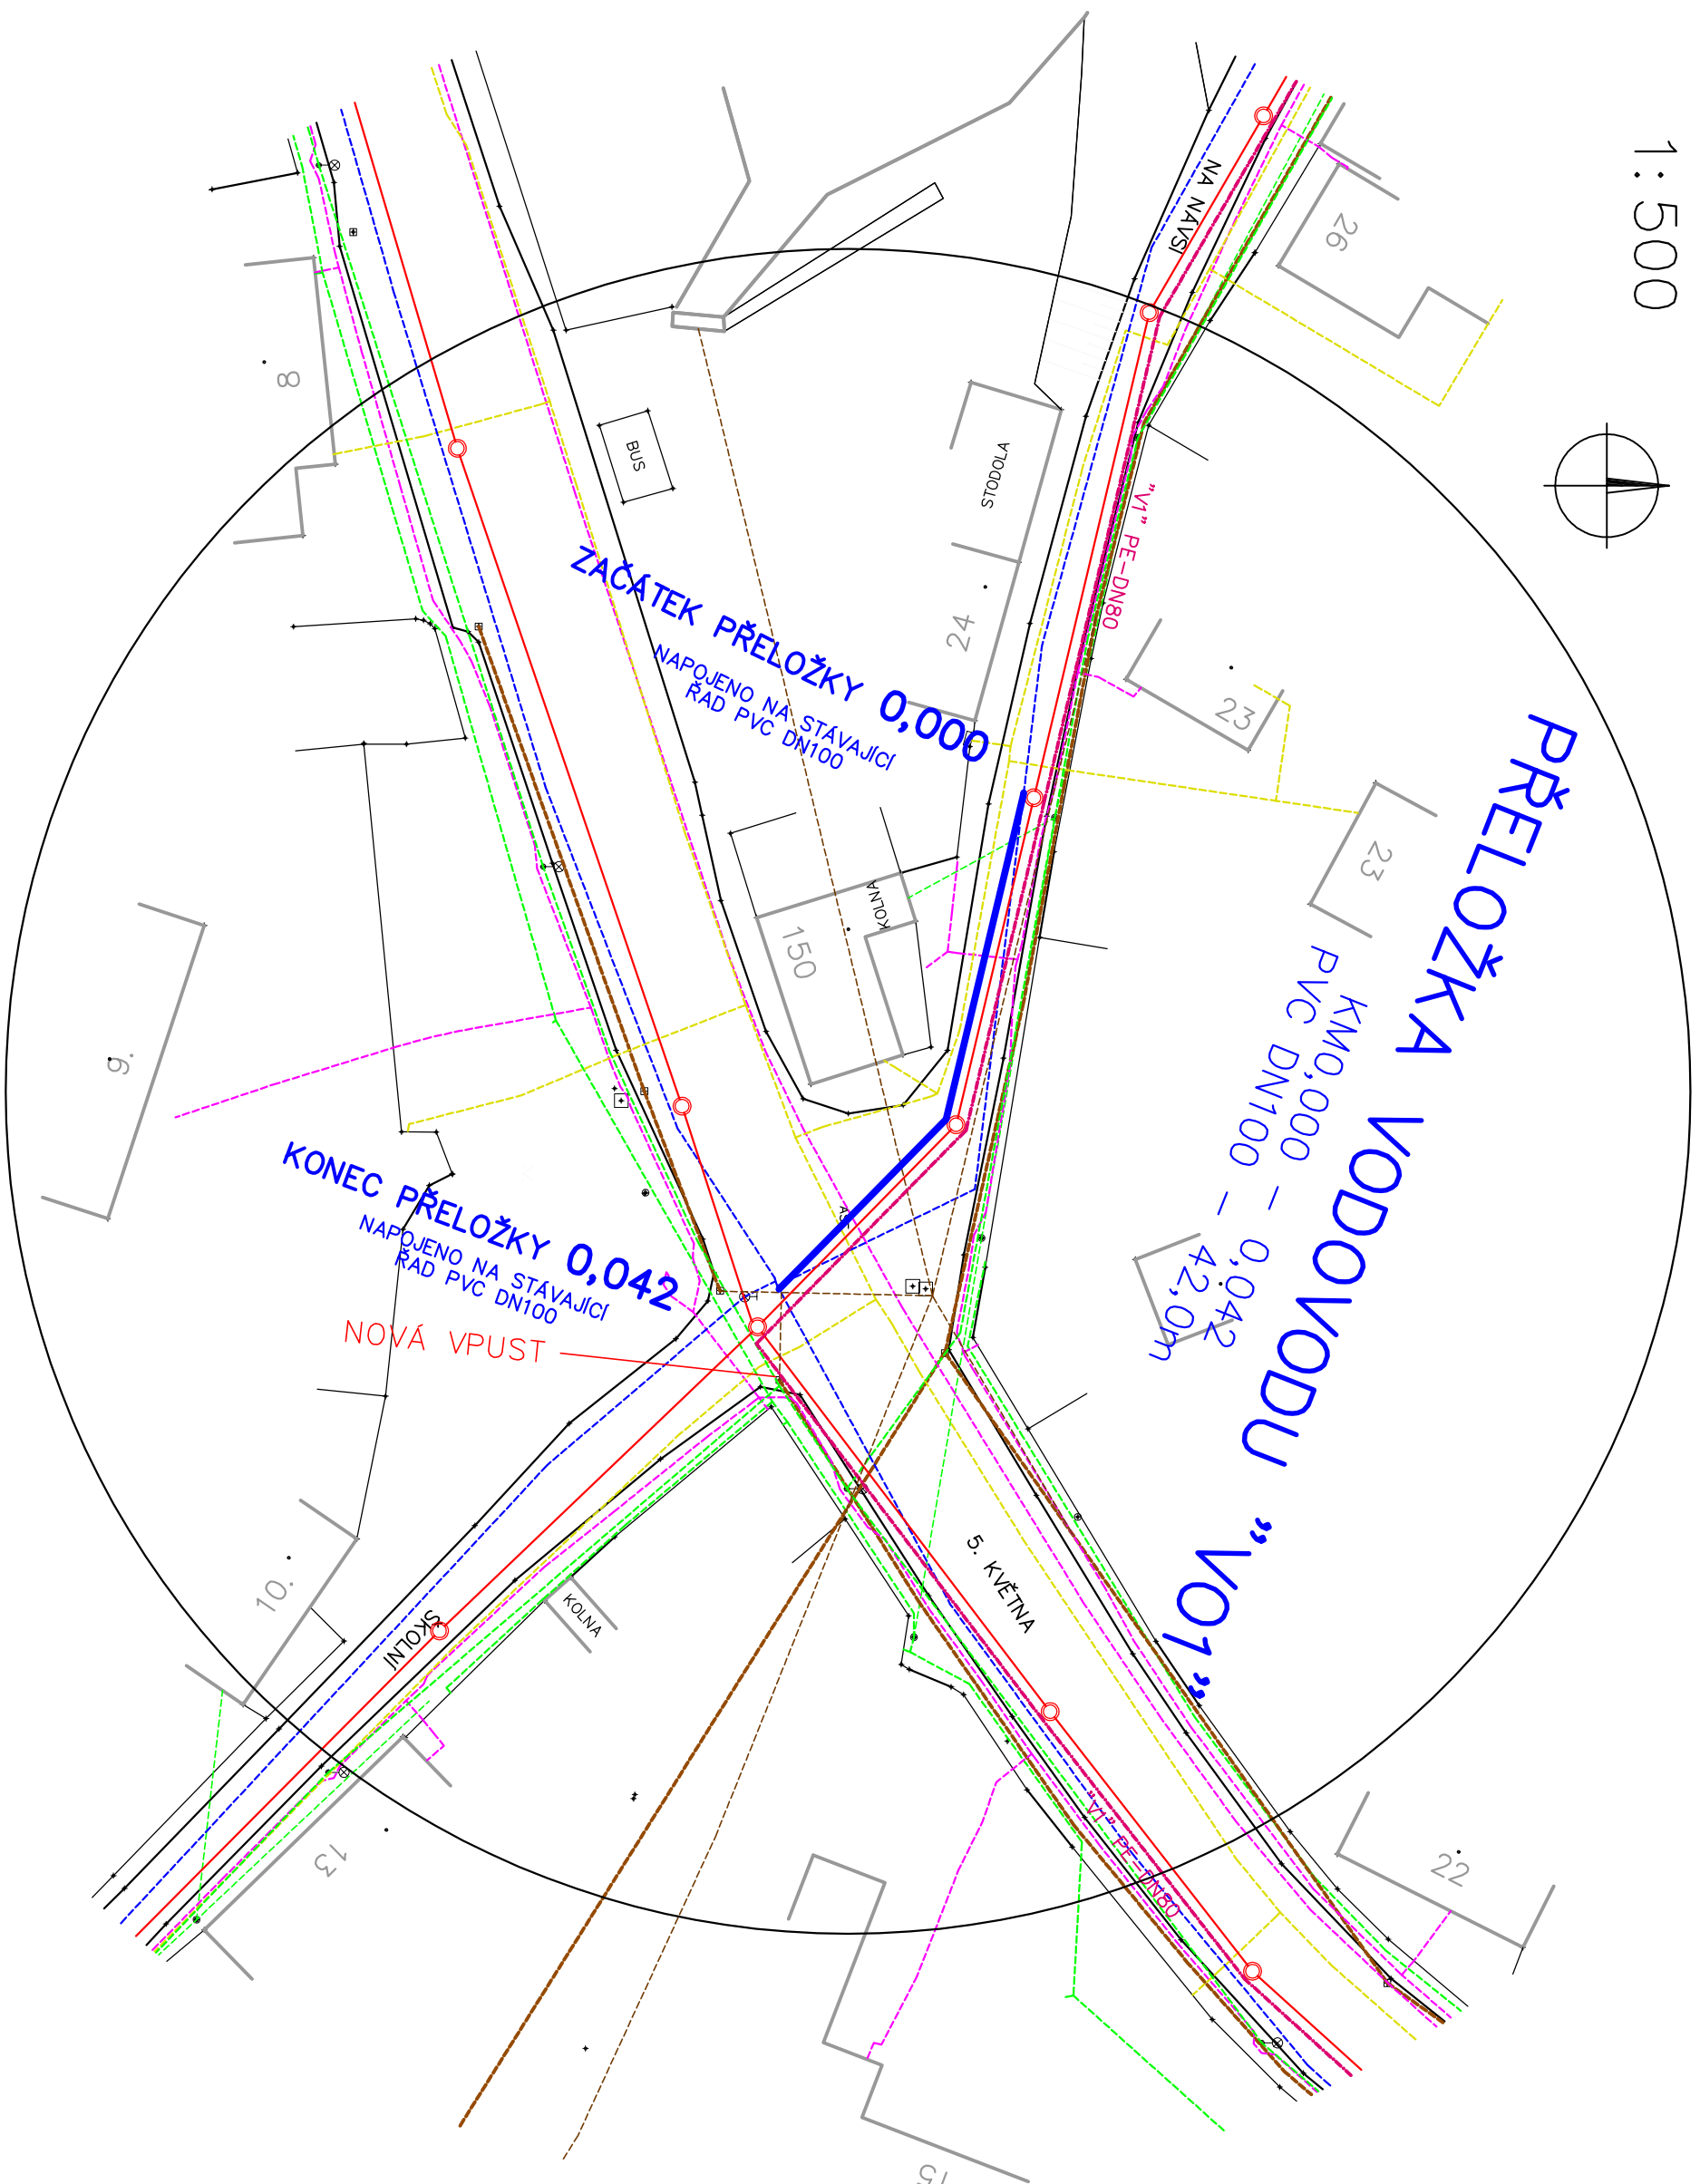 1:500
NA NÁVSI
26
8
BUS
STODOLA
"V1" PE-DN80
24
23
23
ZAČÁTEK PŘELOŽKY 0,000
NAPOJENO NA STÁVAJÍCÍ
ŘAD PVC DN100
PŘELOŽKA VODOVODU "VO1"
KM0,000 - 0,042
PVC DN100 - 42,0m
KOLNA
150
9.
KONEC PŘELOŽKY 0,042
NAPOJENO NA STÁVAJÍCÍ
ŘAD PVC DN100
NOVÁ VPUST
5. KVĚTNA
10.
ŠKOLNÍ
KOLNA
13
"V1" PE-DN80
22
15